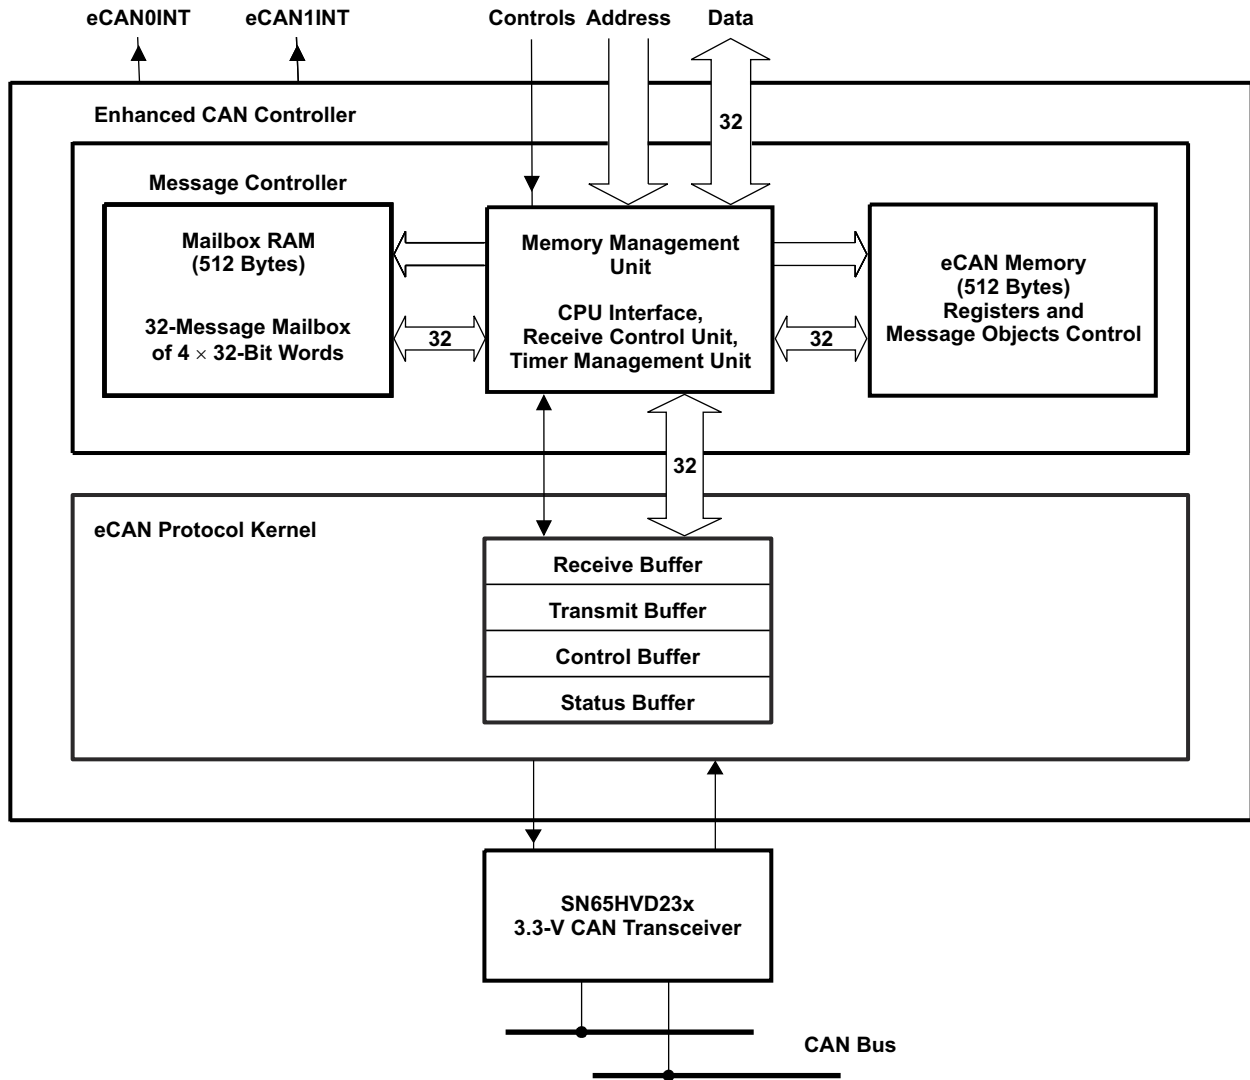 eCAN0INT
eCAN1INT
Controls
Address
Data
32
Enhanced CAN Controller
Message Controller
Mailbox RAM
(512 Bytes)
32-Message Mailbox
of 4 × 32-Bit Words
32
Memory Management
Unit
CPU Interface,
Receive Control Unit,
Timer Management Unit
32
eCAN Memory
(512 Bytes)
Registers and
Message Objects Control
32
eCAN Protocol Kernel
Receive Buffer
Transmit Buffer
Control Buffer
Status Buffer
SN65HVD23x
3.3-V CAN Transceiver
CAN Bus